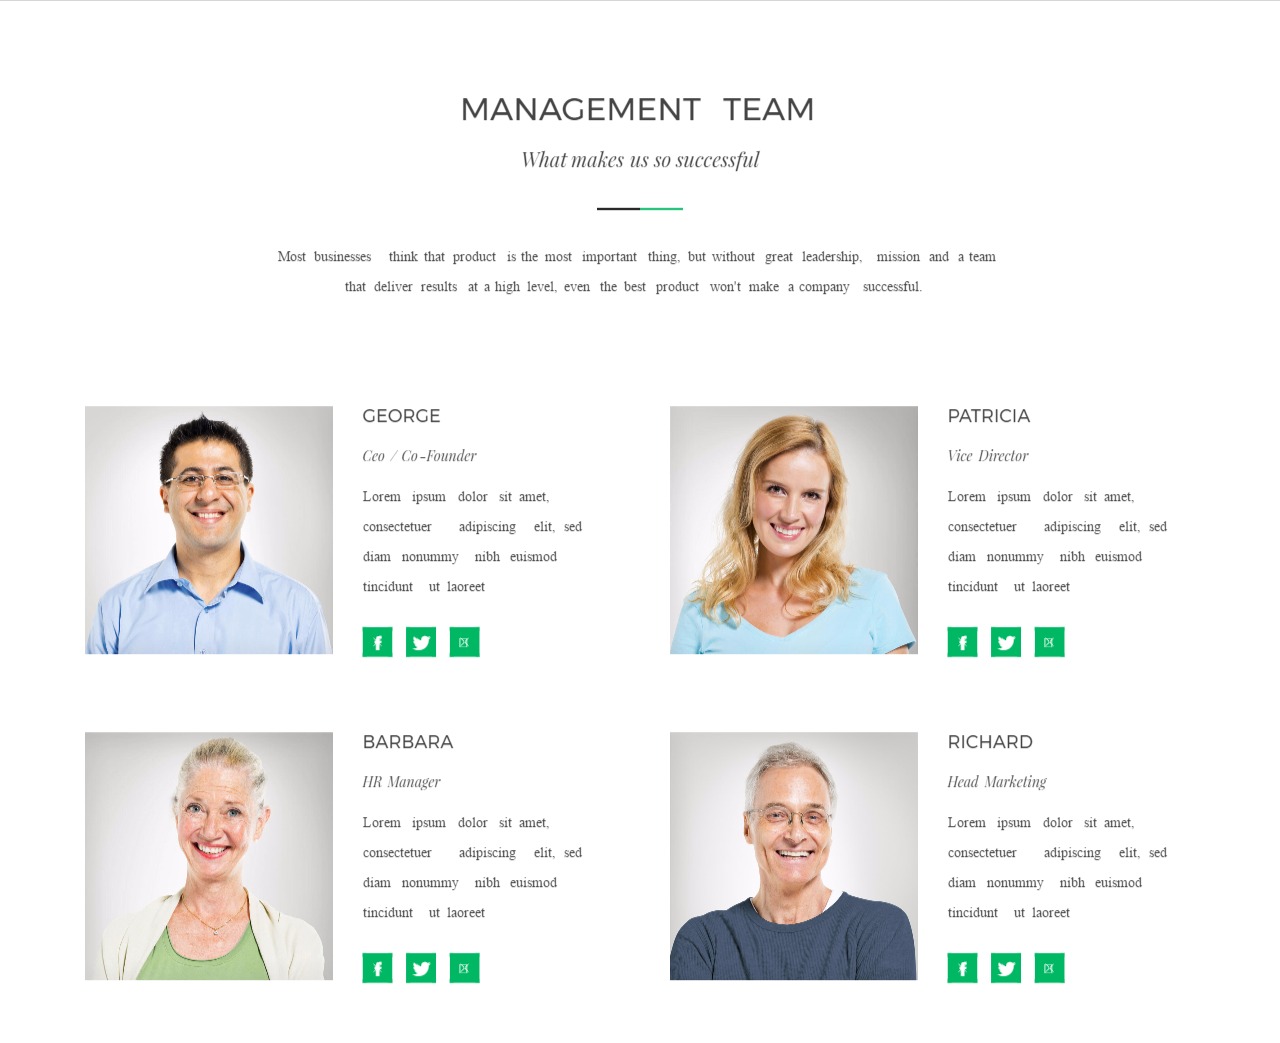 MANAGEMENT TEAM
What makes us so successful
Most businesses think that product is the most important thing, but without great leadership, mission and a team
that deliver results at a high level, even the best product won't make a company successful.
GEORGE
Ceo / Co-Founder
Lorem ipsum dolor sit amet,
consectetuer adipiscing elit, sed
diam nonummy nibh euismod
tincidunt ut laoreet
PATRICIA
Vice Director
Lorem ipsum dolor sit amet,
consectetuer adipiscing elit, sed
diam nonummy nibh euismod
tincidunt ut laoreet
BARBARA
HR Manager
Lorem ipsum dolor sit amet,
consectetuer adipiscing elit, sed
diam nonummy nibh euismod
tincidunt ut laoreet
RICHARD
Head Marketing
Lorem ipsum dolor sit amet,
consectetuer adipiscing elit, sed
diam nonummy nibh euismod
tincidunt ut laoreet